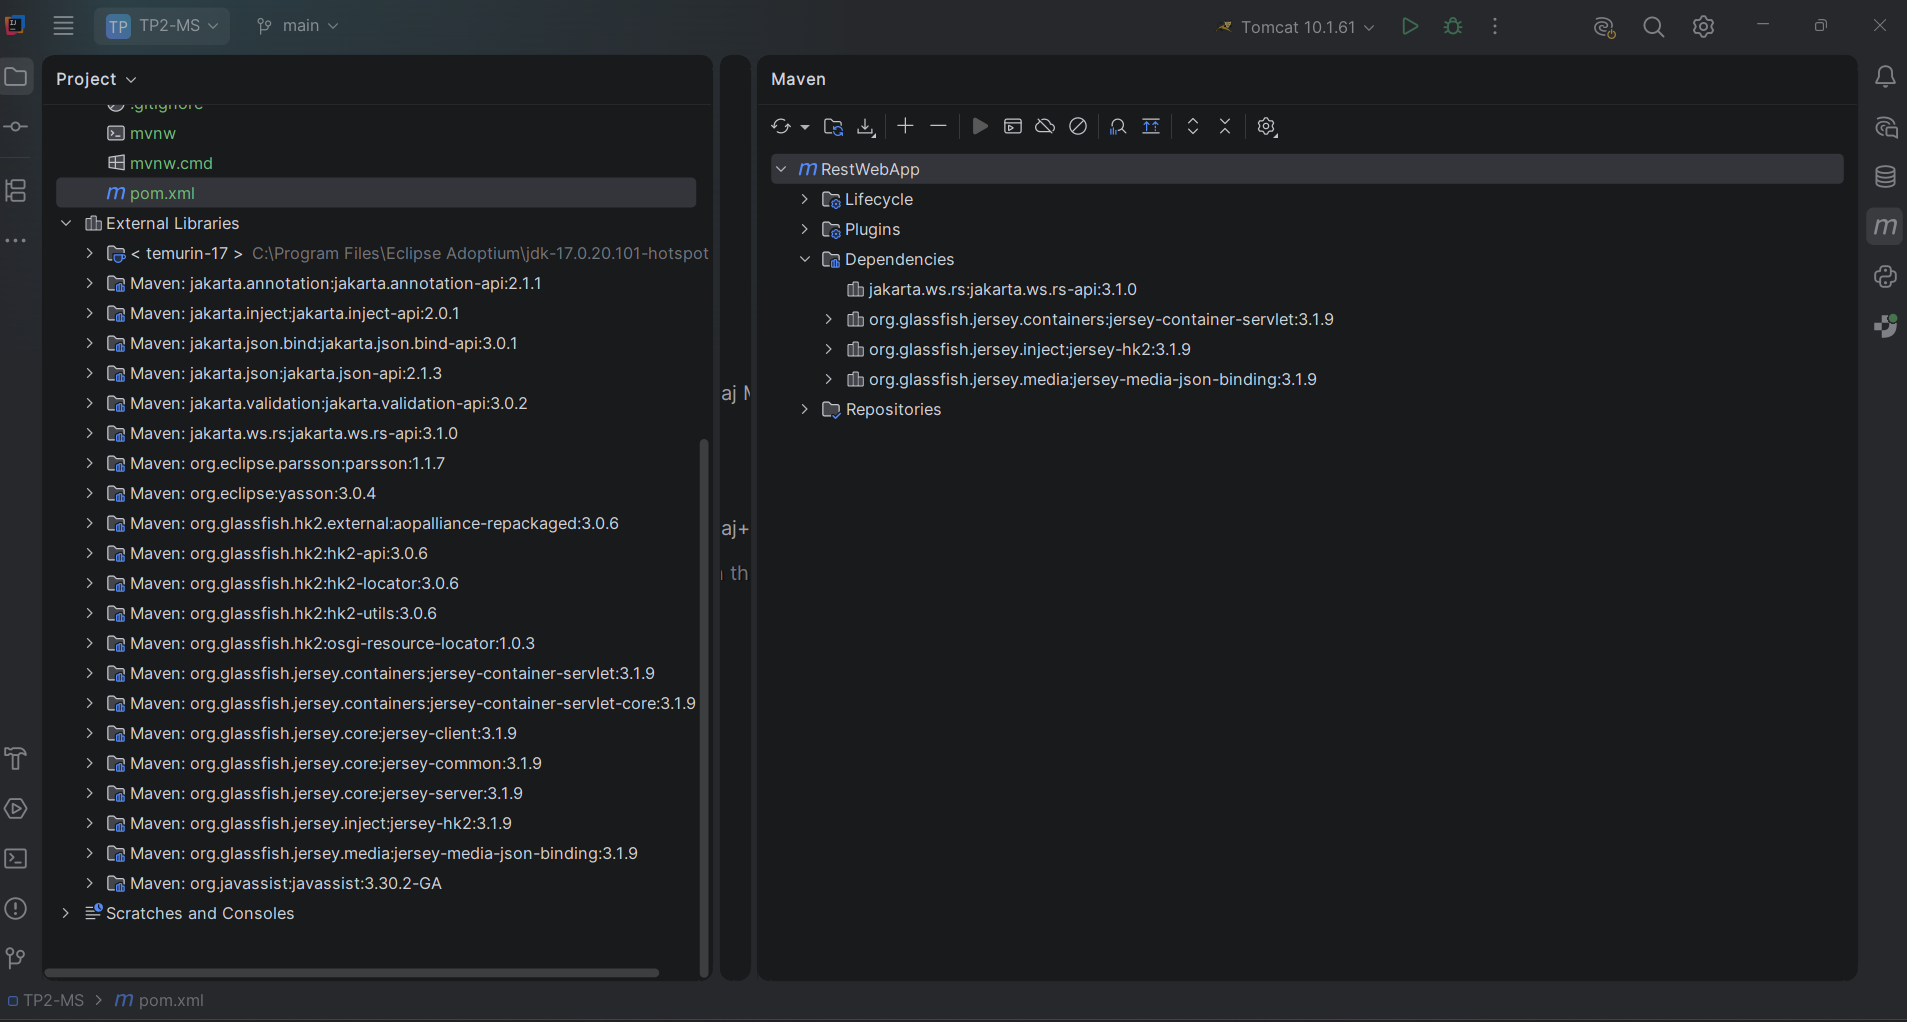 TP TP2-MS main Tomcat 10.1.61
Project
.gitignore
mvnw
mvnw.cmd
pom.xml
External Libraries
< temurin-17 > C:\Program Files\Eclipse Adoptium\jdk-17.0.20.101-hotspot
Maven: jakarta.annotation:jakarta.annotation-api:2.1.1
Maven: jakarta.inject:jakarta.inject-api:2.0.1
Maven: jakarta.json.bind:jakarta.json.bind-api:3.0.1
Maven: jakarta.json:jakarta.json-api:2.1.3
Maven: jakarta.validation:jakarta.validation-api:3.0.2
Maven: jakarta.ws.rs:jakarta.ws.rs-api:3.1.0
Maven: org.eclipse.parsson:parsson:1.1.7
Maven: org.eclipse:yasson:3.0.4
Maven: org.glassfish.hk2.external:aopalliance-repackaged:3.0.6
Maven: org.glassfish.hk2:hk2-api:3.0.6
Maven: org.glassfish.hk2:hk2-locator:3.0.6
Maven: org.glassfish.hk2:hk2-utils:3.0.6
Maven: org.glassfish.hk2:osgi-resource-locator:1.0.3
Maven: org.glassfish.jersey.containers:jersey-container-servlet:3.1.9
Maven: org.glassfish.jersey.containers:jersey-container-servlet-core:3.1.9
Maven: org.glassfish.jersey.core:jersey-client:3.1.9
Maven: org.glassfish.jersey.core:jersey-common:3.1.9
Maven: org.glassfish.jersey.core:jersey-server:3.1.9
Maven: org.glassfish.jersey.inject:jersey-hk2:3.1.9
Maven: org.glassfish.jersey.media:jersey-media-json-binding:3.1.9
Maven: org.javassist:javassist:3.30.2-GA
Scratches and Consoles
aj
aj+
th
Maven
RestWebApp
Lifecycle
Plugins
Dependencies
jakarta.ws.rs:jakarta.ws.rs-api:3.1.0
org.glassfish.jersey.containers:jersey-container-servlet:3.1.9
org.glassfish.jersey.inject:jersey-hk2:3.1.9
org.glassfish.jersey.media:jersey-media-json-binding:3.1.9
Repositories
TP2-MS > pom.xml